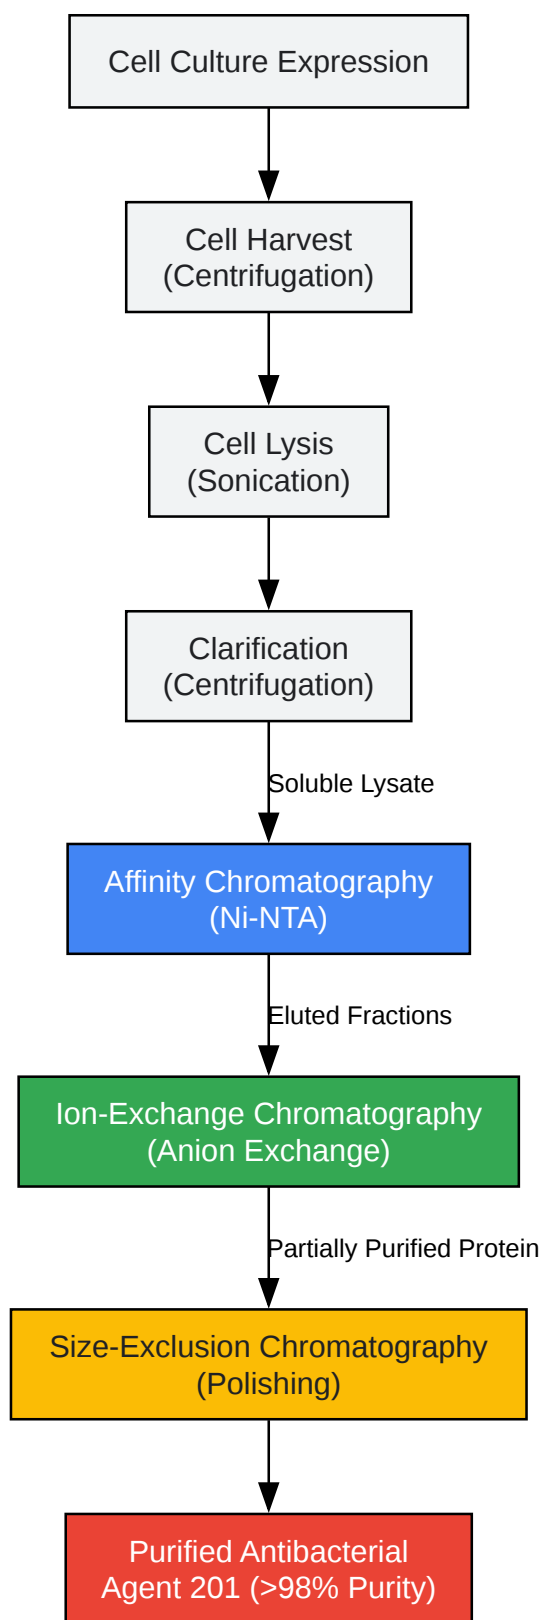 Cell Culture Expression
Cell Harvest
(Centrifugation)
Cell Lysis
(Sonication)
Clarification
(Centrifugation)
Soluble Lysate
Affinity Chromatography
(Ni-NTA)
Eluted Fractions
Ion-Exchange Chromatography
(Anion Exchange)
Partially Purified Protein
Size-Exclusion Chromatography
(Polishing)
Purified Antibacterial
Agent 201 (>98% Purity)